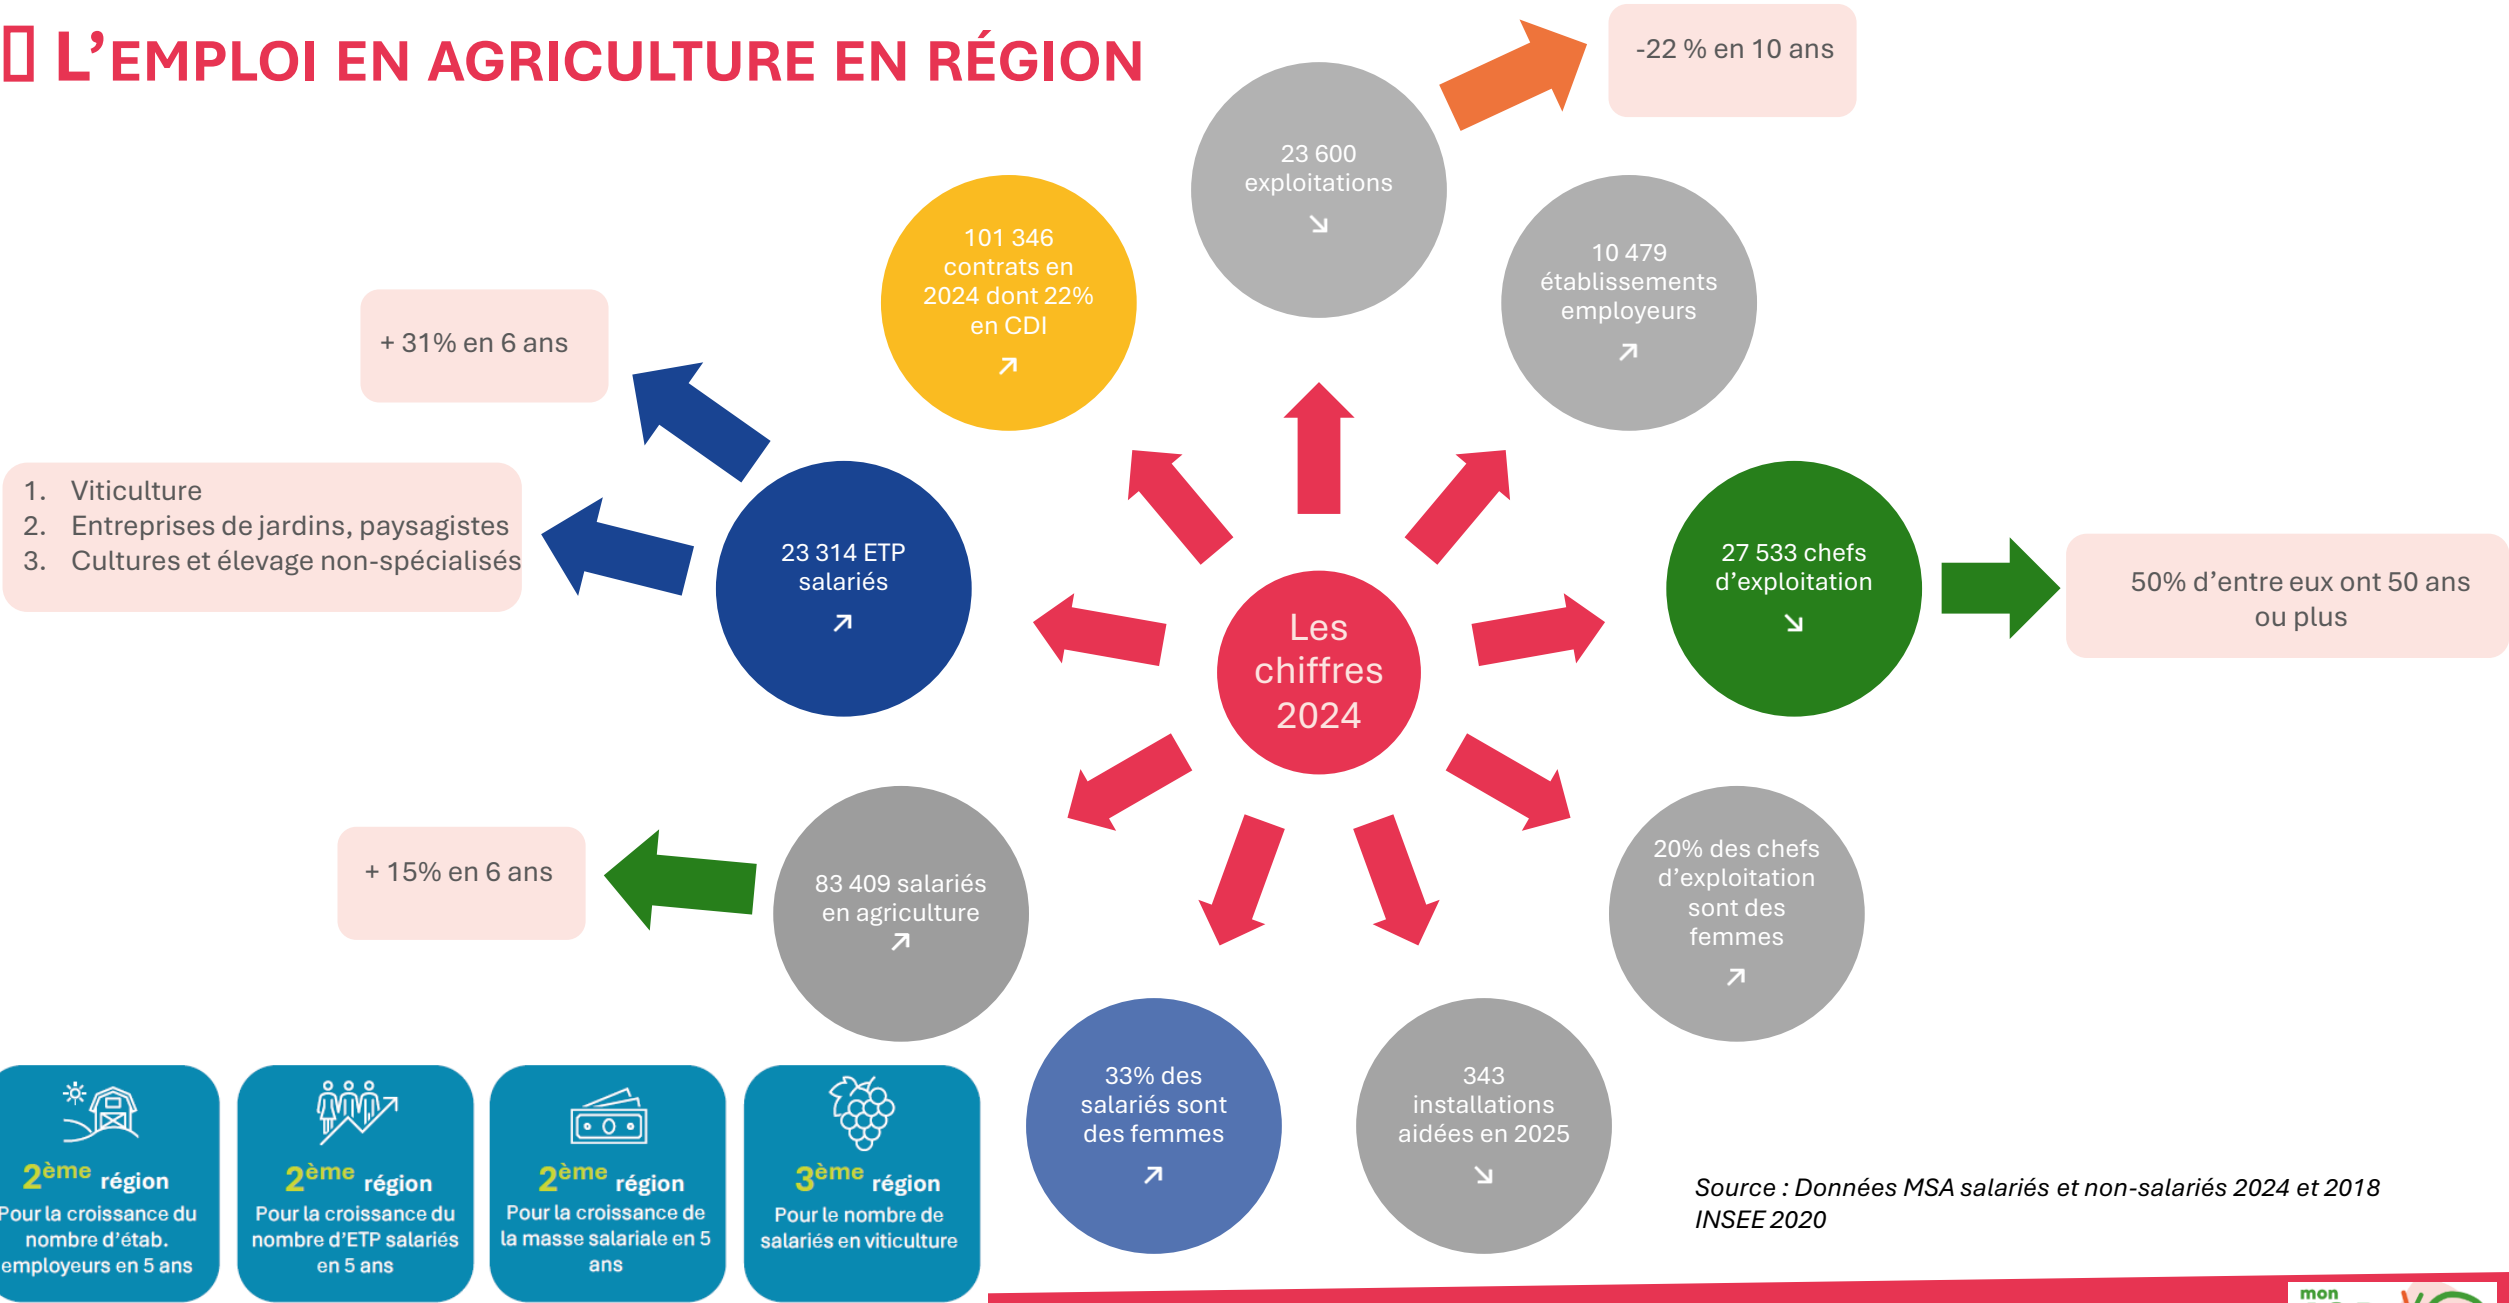 L'EMPLOI EN AGRICULTURE EN RÉGION
-22 % en 10 ans
23 600
exploitations
↘
10 479
établissements
employeurs
↗
101 346
contrats en
2024 dont 22%
en CDI
↗
+ 31% en 6 ans
1. Viticulture
2. Entreprises de jardins, paysagistes
3. Cultures et élevage non-spécialisés
23 314 ETP
salariés
↗
27 533 chefs
d'exploitation
↘
50% d'entre eux ont 50 ans
ou plus
Les
chiffres
2024
+ 15% en 6 ans
83 409 salariés
en agriculture
↗
20% des chefs
d'exploitation
sont des
femmes
↗
33% des
salariés sont
des femmes
↗
343
installations
aidées en 2025
↘
2ème région
Pour la croissance du
nombre d'étab.
employeurs en 5 ans
2ème région
Pour la croissance du
nombre d'ETP salariés
en 5 ans
2ème région
Pour la croissance de
la masse salariale en 5
ans
3ème région
Pour le nombre de
salariés en viticulture
Source : Données MSA salariés et non-salariés 2024 et 2018
INSEE 2020
mon